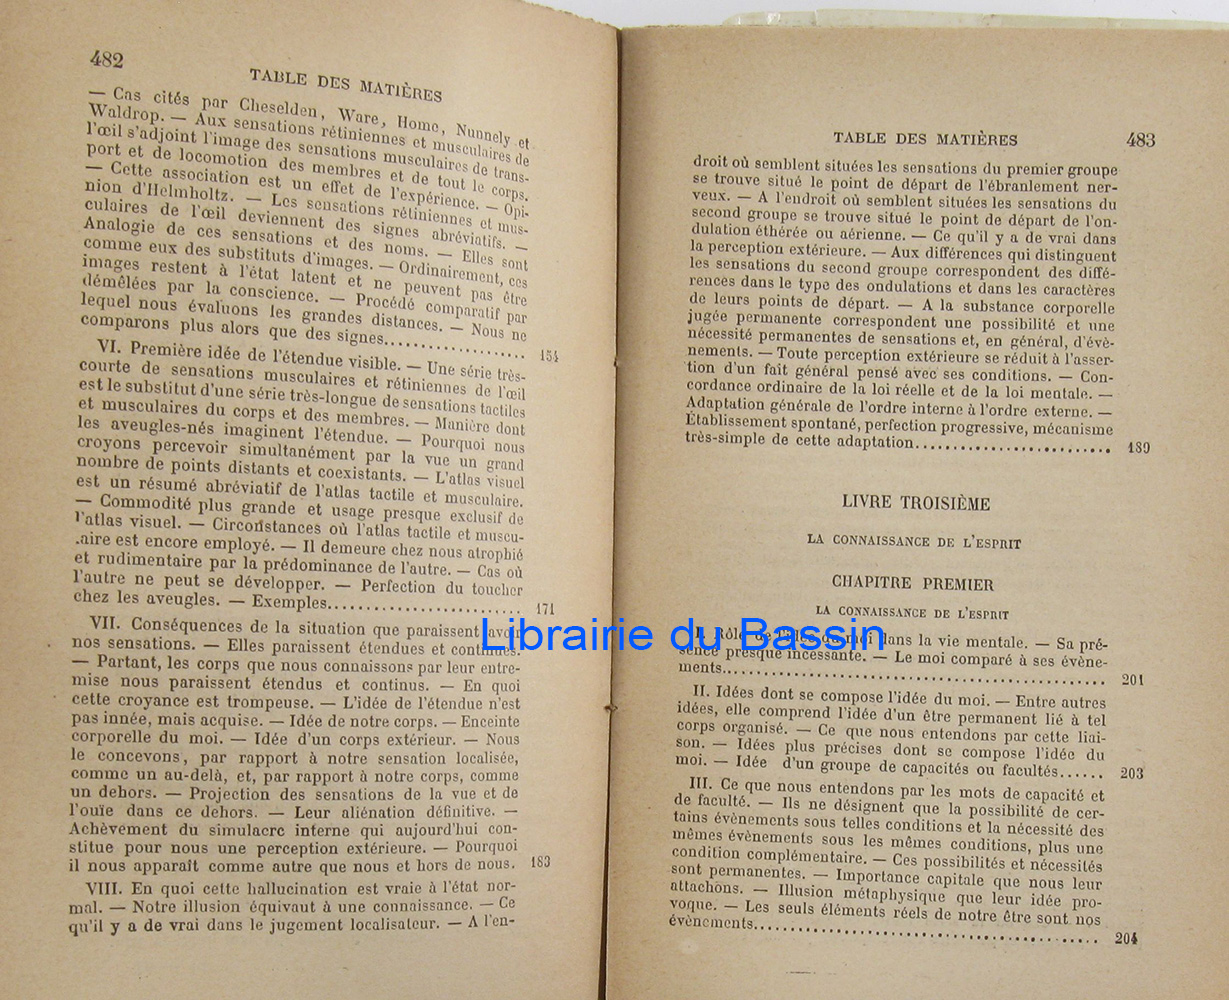 482
TABLE DES MATIÈRES
— Cas cités par Cheselden, Ware, Home, Nunnely et
Waldrop. — Aux sensations rétiniennes et musculaires de
l'œil s'adjoint l'image des sensations musculaires de trans-
port et de locomotion des membres et de tout le corps.
— Cette association est un effet de l'expérience. — Opi-
nion d'Helmholtz. — Les sensations rétiniennes et mus-
culaires de l'œil deviennent des signes abréviatifs. —
Analogie de ces sensations et des noms. — Elles sont
comme eux des substituts d'images. — Ordinairement, ces
images restent à l'état latent et ne peuvent pas être
démêlées par la conscience. — Procédé comparatif par
lequel nous évaluons les grandes distances. — Nous ne
comparons plus alors que des signes.................... 154
VI. Première idée de l'étendue visible. — Une série très-
courte de sensations musculaires et rétiniennes de l'œil
est le substitut d'une série très-longue de sensations tactiles
et musculaires du corps et des membres. — Manière dont
les aveugles-nés imaginent l'étendue. — Pourquoi nous
croyons percevoir simultanément par la vue un grand
nombre de points distants et coexistants. — L'atlas visuel
est un résumé abréviatif de l'atlas tactile et musculaire.
— Commodité plus grande et usage presque exclusif de
l'atlas visuel. — Circonstances où l'atlas tactile et muscu-
.aire est encore employé. — Il demeure chez nous atrophié
et rudimentaire par la prédominance de l'autre. — Cas où
l'autre ne peut se développer. — Perfection du toucher
chez les aveugles. — Exemples........................... 171
VII. Conséquences de la situation que paraissent avoir
nos sensations. — Elles paraissent étendues et continues.
— Partant, les corps que nous connaissons par leur entre-
mise nous paraissent étendus et continus. — En quoi
cette croyance est trompeuse. — L'idée de l'étendue n'est
pas innée, mais acquise. — Idée de notre corps. — Enceinte
corporelle du moi. — Idée d'un corps extérieur. — Nous
le concevons, par rapport à notre sensation localisée,
comme un au-delà, et, par rapport à notre corps, comme
un dehors. — Projection des sensations de la vue et de
l'ouïe dans ce dehors. — Leur aliénation définitive. —
Achèvement du simulacre interne qui aujourd'hui con-
stitue pour nous une perception extérieure. — Pourquoi
il nous apparaît comme autre que nous et hors de nous. 183
VIII. En quoi cette hallucination est vraie à l'état nor-
mal. — Notre illusion équivaut à une connaissance. — Ce
qu'il y a de vrai dans le jugement localisateur. — A l'en-
TABLE DES MATIÈRES 483
droit où semblent situées les sensations du premier groupe
se trouve situé le point de départ de l'ébranlement ner-
veux. — A l'endroit où semblent situées les sensations du
second groupe se trouve situé le point de départ de l'on-
dulation éthérée ou aérienne. — Ce qu'il y a de vrai dans
la perception extérieure. — Aux différences qui distinguent
les sensations du second groupe correspondent des diffé-
rences dans le type des ondulations et dans les caractères
de leurs points de départ. — A la substance corporelle
jugée permanente correspondent une possibilité et une
nécessité permanentes de sensations et, en général, d'évè-
nements. — Toute perception extérieure se réduit à l'asser-
tion d'un fait général pensé avec ses conditions. — Con-
cordance ordinaire de la loi réelle et de la loi mentale. —
Adaptation générale de l'ordre interne à l'ordre externe. —
Établissement spontané, perfection progressive, mécanisme
très-simple de cette adaptation......................... 189
LIVRE TROISIÈME
LA CONNAISSANCE DE L'ESPRIT
CHAPITRE PREMIER
LA CONNAISSANCE DE L'ESPRIT
I. Rôle de l'idée du moi dans la vie mentale. — Sa pré-
sence presque incessante. — Le moi comparé à ses évène-
ments.................................................. 201
II. Idées dont se compose l'idée du moi. — Entre autres
idées, elle comprend l'idée d'un être permanent lié à tel
corps organisé. — Ce que nous entendons par cette liai-
son. — Idées plus précises dont se compose l'idée du
moi. — Idée d'un groupe de capacités ou facultés...... 203
III. Ce que nous entendons par les mots de capacité et
de faculté. — Ils ne désignent que la possibilité de cer-
tains évènements sous telles conditions et la nécessité des
mêmes évènements sous les mêmes conditions, plus une
condition complémentaire. — Ces possibilités et nécessités
sont permanentes. — Importance capitale que nous leur
attachons. — Illusion métaphysique que leur idée pro-
voque. — Les seuls éléments réels de notre être sont nos
évènements............................................. 204
Librairie du Bassin